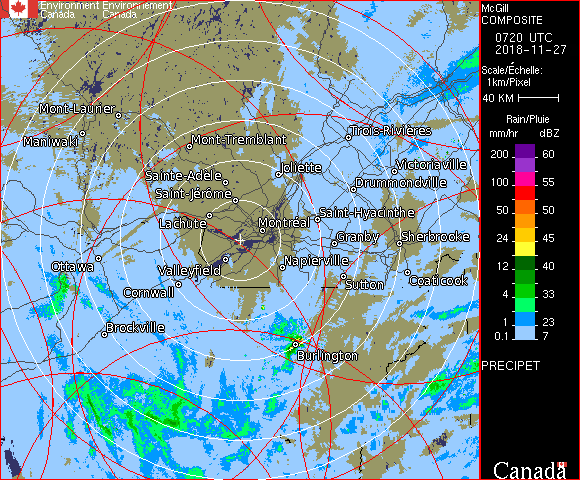 Environment Environnement
Canada Canada
McGill
COMPOSITE
0720 UTC
2018-11-27
Scale/Échelle:
1km/Pixel
40 KM
Rain/Pluie
mm/hr dBZ
200 60
100 55
50 50
24 45
12 40
4 33
1 23
0.1 7
PRECIPET
Canada
Mont-Laurier
Maniwaki
Mont-Tremblant
Trois-Rivières
Joliette
Victoriaville
Sainte-Adèle
Drummondville
Saint-Jérôme
Lachute
Saint-Hyacinthe
Montréal
Granby
Sherbrooke
Ottawa
Valleyfield
Napierville
Cornwall
Sutton
Coaticook
Brockville
Burlington